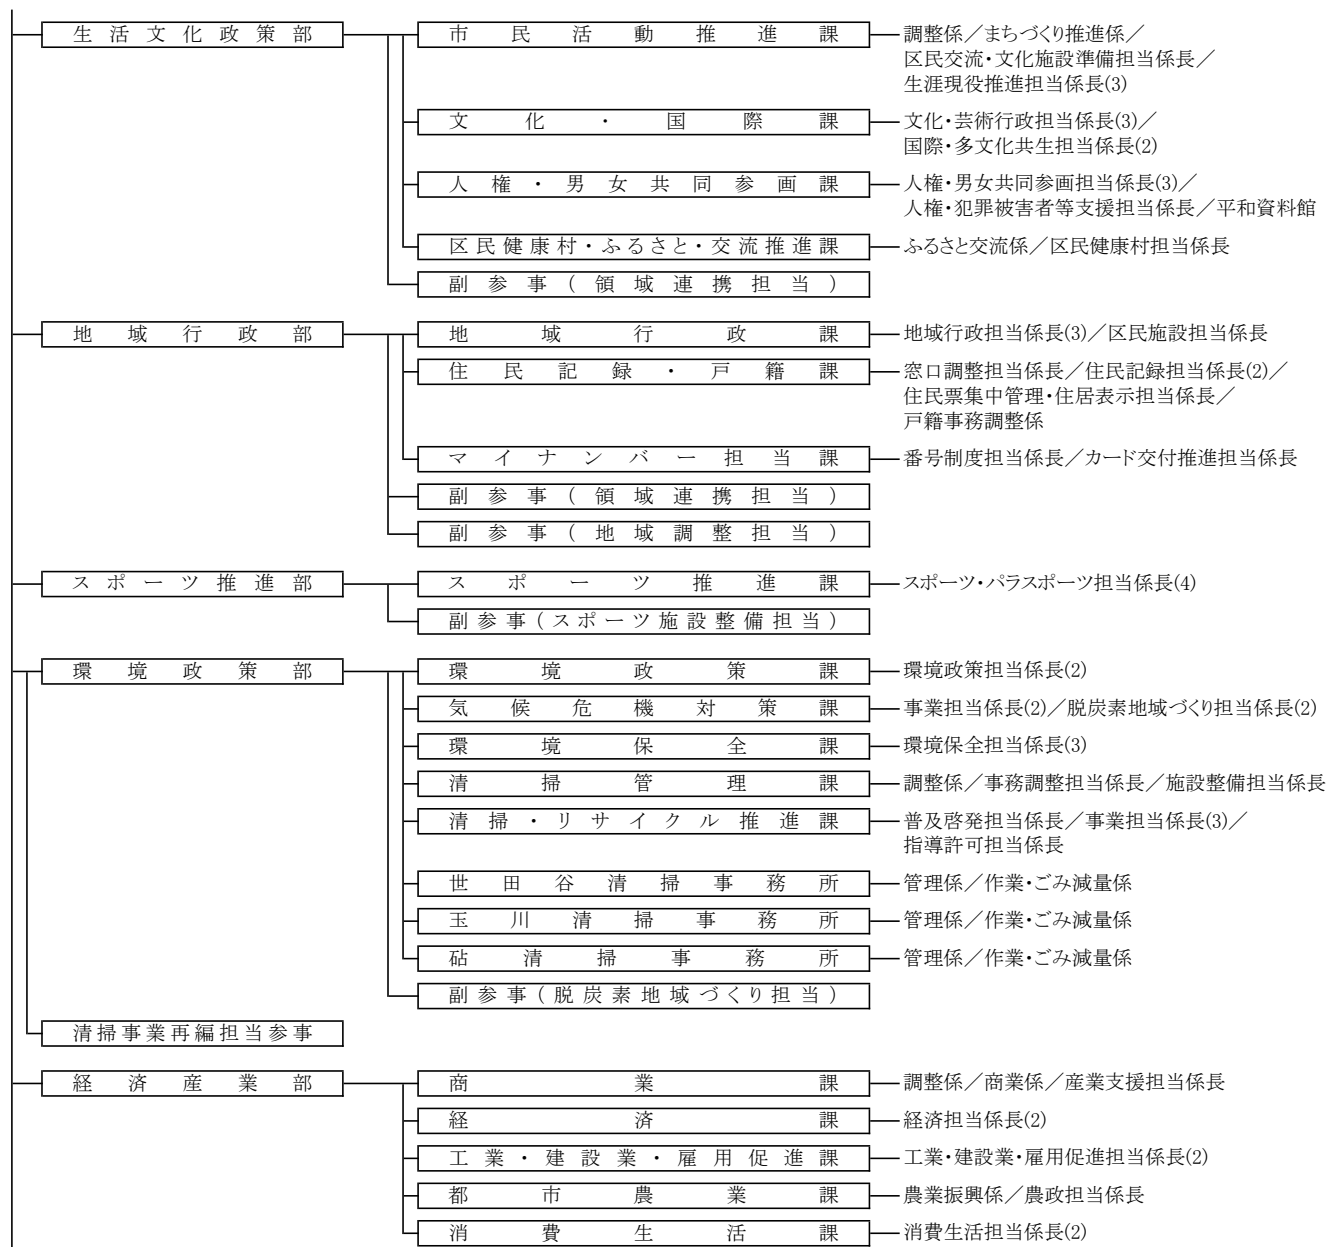 生活文化政策部
市民活動推進課
調整係／まちづくり推進係／
区民交流・文化施設準備担当係長／
生涯現役推進担当係長(3)
文化・国際課
文化・芸術行政担当係長(3)／
国際・多文化共生担当係長(2)
人権・男女共同参画課
人権・男女共同参画担当係長(3)／
人権・犯罪被害者等支援担当係長／平和資料館
区民健康村・ふるさと・交流推進課
ふるさと交流係／区民健康村担当係長
副参事(領域連携担当)
地域行政部
地域行政課
地域行政担当係長(3)／区民施設担当係長
住民記録・戸籍課
窓口調整担当係長／住民記録担当係長(2)／
住民票集中管理・住居表示担当係長／
戸籍事務調整係
マイナンバー担当課
番号制度担当係長／カード交付推進担当係長
副参事(領域連携担当)
副参事(地域調整担当)
スポーツ推進部
スポーツ推進課
スポーツ・パラスポーツ担当係長(4)
副参事(スポーツ施設整備担当)
環境政策部
環境政策課
環境政策担当係長(2)
気候危機対策課
事業担当係長(2)／脱炭素地域づくり担当係長(2)
環境保全課
環境保全担当係長(3)
清掃管理課
調整係／事務調整担当係長／施設整備担当係長
清掃・リサイクル推進課
普及啓発担当係長／事業担当係長(3)／
指導許可担当係長
世田谷清掃事務所
管理係／作業・ごみ減量係
玉川清掃事務所
管理係／作業・ごみ減量係
砧清掃事務所
管理係／作業・ごみ減量係
副参事(脱炭素地域づくり担当)
清掃事業再編担当参事
経済産業部
商業課
調整係／商業係／産業支援担当係長
経済課
経済担当係長(2)
工業・建設業・雇用促進課
工業・建設業・雇用促進担当係長(2)
都市農業課
農業振興係／農政担当係長
消費生活課
消費生活担当係長(2)